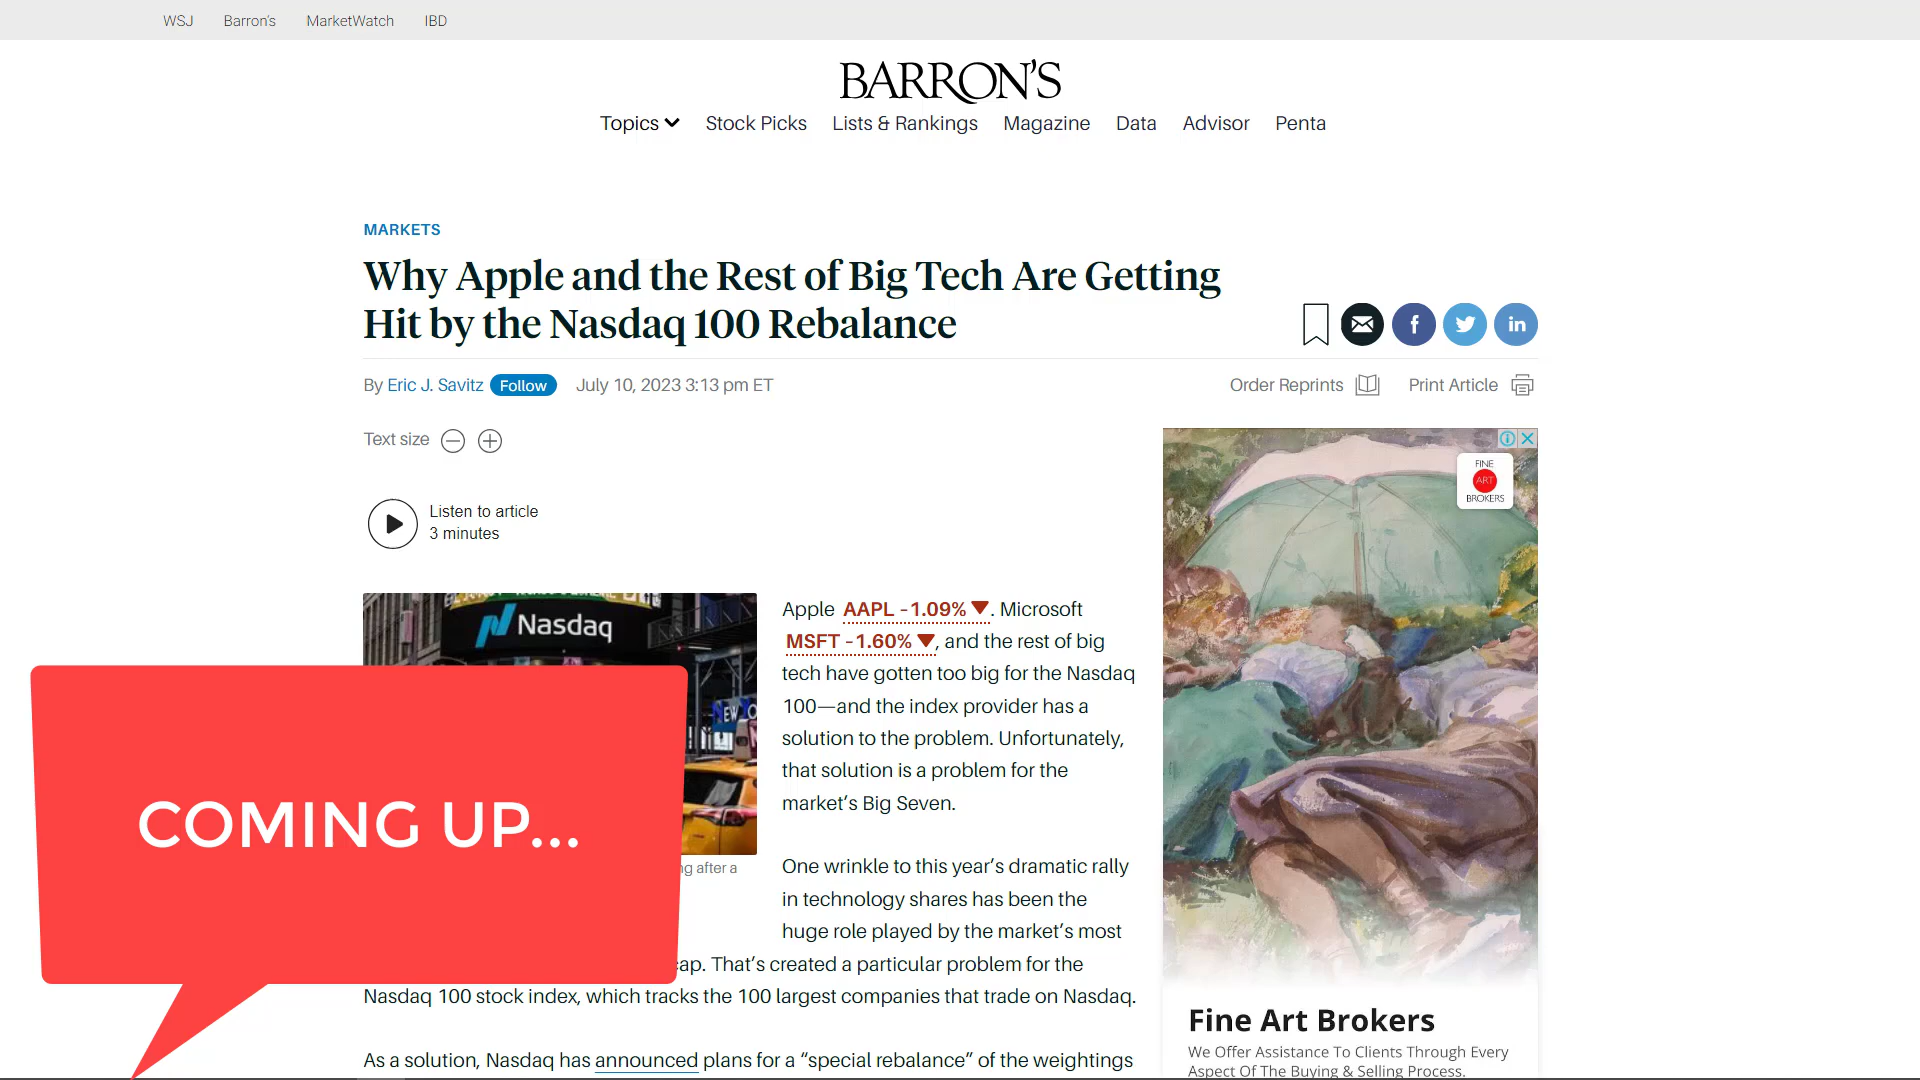 WSJ Barron's MarketWatch IBD
BARRON'S
Topics Stock Picks Lists & Rankings Magazine Data Advisor Penta
MARKETS
Why Apple and the Rest of Big Tech Are Getting
Hit by the Nasdaq 100 Rebalance
By Eric J. Savitz Follow July 10, 2023 3:13 pm ET
Order Reprints Print Article
Text size
Listen to article
3 minutes
Nasdaq
Apple AAPL -1.09% ▼. Microsoft
MSFT -1.60% ▼, and the rest of big
tech have gotten too big for the Nasdaq
100—and the index provider has a
solution to the problem. Unfortunately,
that solution is a problem for the
market’s Big Seven.
after a
One wrinkle to this year’s dramatic rally
in technology shares has been the
huge role played by the market’s most
That’s created a particular problem for the
Nasdaq 100 stock index, which tracks the 100 largest companies that trade on Nasdaq.
As a solution, Nasdaq has announced plans for a “special rebalance” of the weightings
COMING UP...
FINE
ART
BROKERS
Fine Art Brokers
We Offer Assistance To Clients Through Every
Aspect Of The Buying & Selling Process.